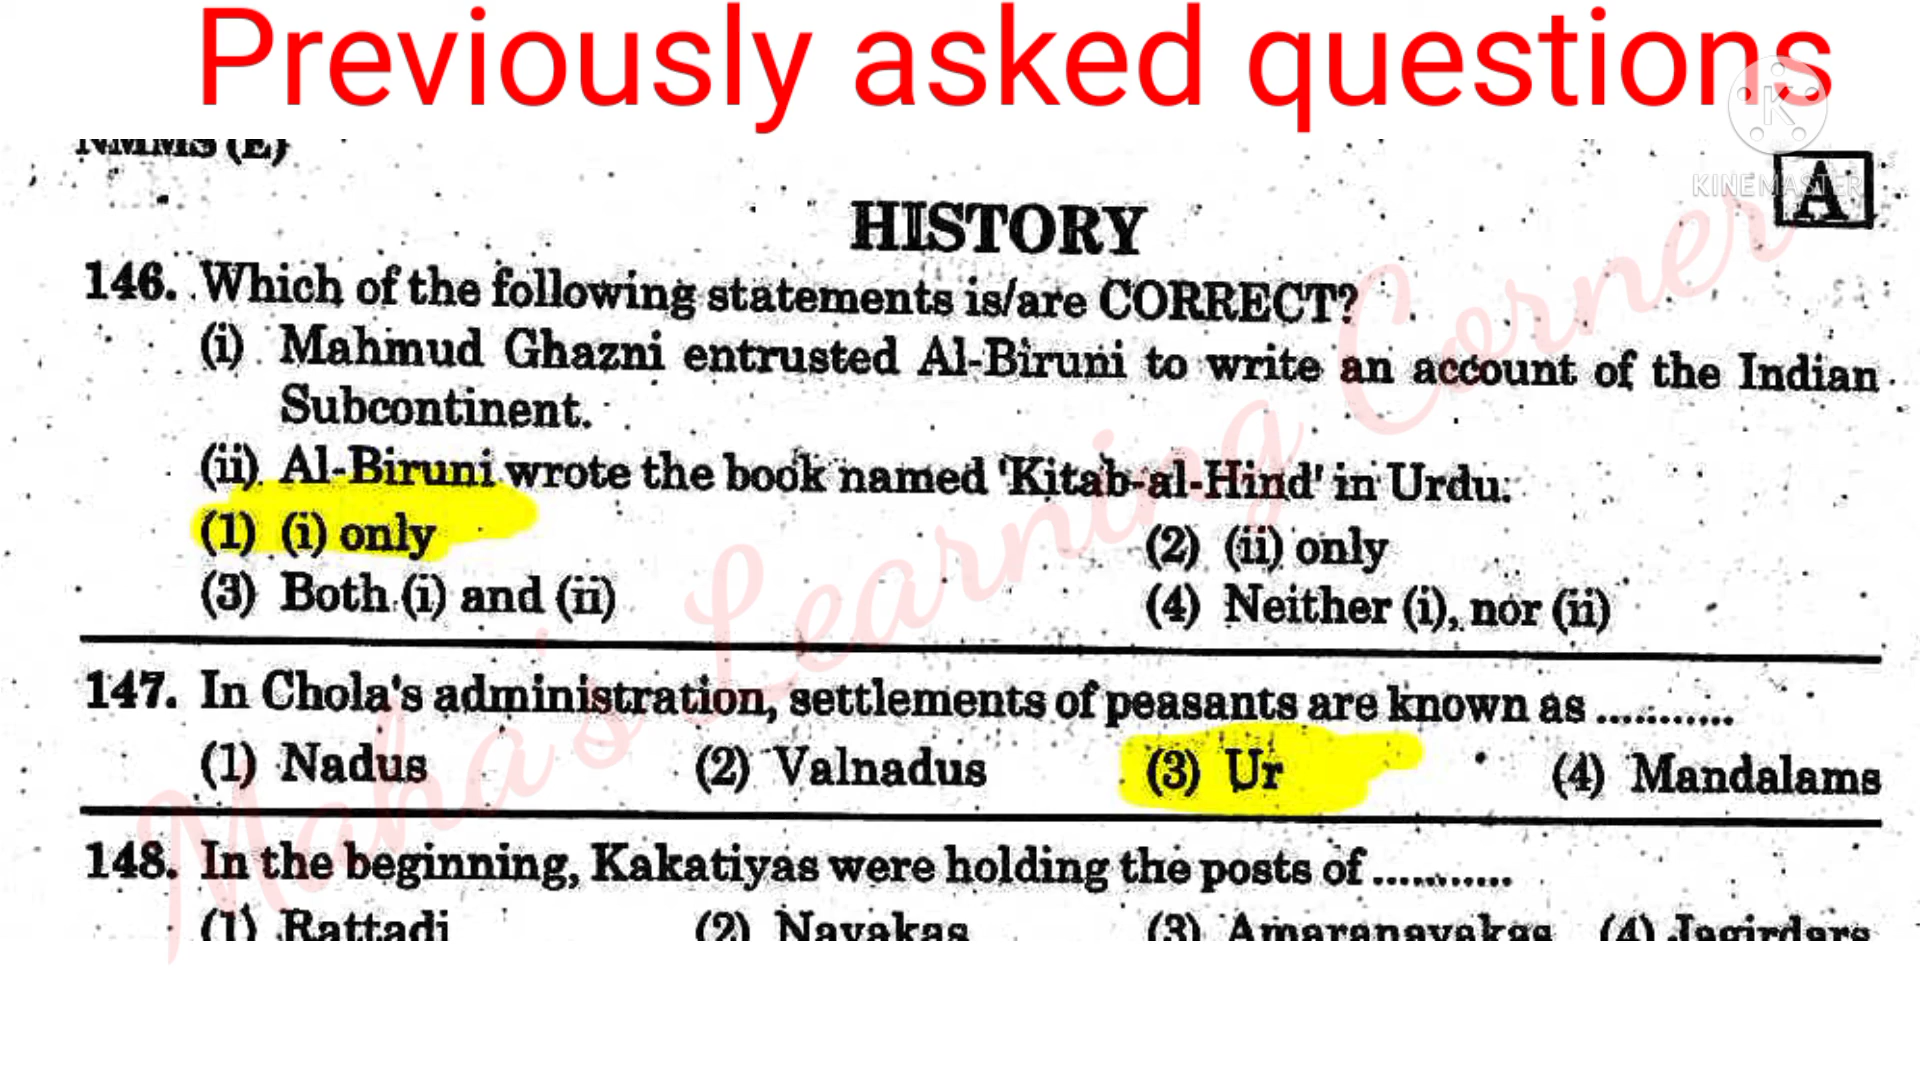 Previously asked questions
NMMS (E)
KINEMASTER
A
HISTORY
146. Which of the following statements is/are CORRECT?
(i) Mahmud Ghazni entrusted Al-Biruni to write an account of the Indian
Subcontinent.
(ii) Al-Biruni wrote the book named 'Kitab-al-Hind' in Urdu.
(1) (i) only (2) (ii) only
(3) Both (i) and (ii) (4) Neither (i), nor (ii)
147. In Chola's administration, settlements of peasants are known as ...........
(1) Nadus (2) Valnadus (3) Ur (4) Mandalams
148. In the beginning, Kakatiyas were holding the posts of ...........
(1) Rattadi (2) Nayakas (3) Amaranayakas (4) Jagirdars
Maha's Learning Corner